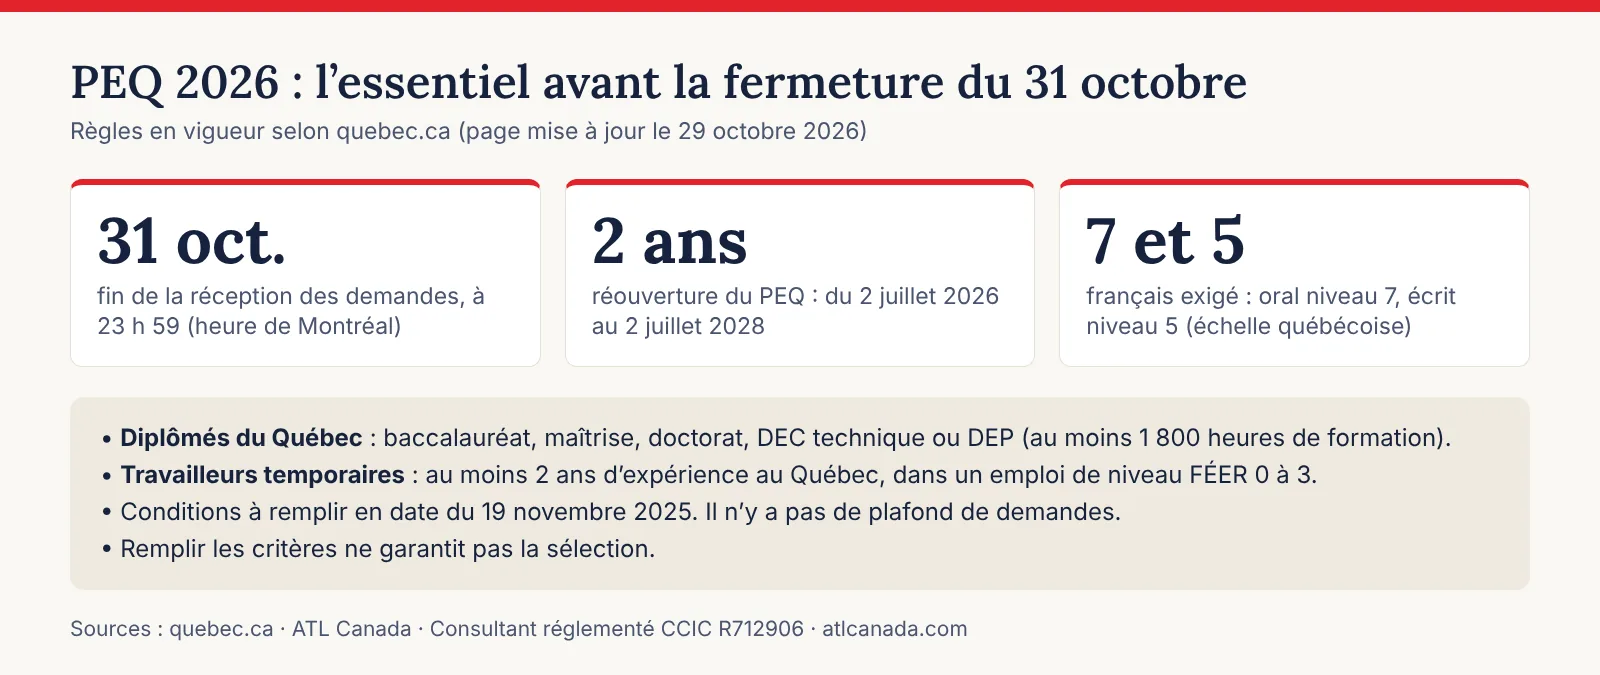 PEQ 2026 : l’essentiel avant la fermeture du 31 octobre
Règles en vigueur selon quebec.ca (page mise à jour le 29 octobre 2026)
31 oct.
fin de la réception des demandes, à
23 h 59 (heure de Montréal)
2 ans
réouverture du PEQ : du 2 juillet 2026
au 2 juillet 2028
7 et 5
français exigé : oral niveau 7, écrit
niveau 5 (échelle québécoise)
• Diplômés du Québec : baccalauréat, maîtrise, doctorat, DEC technique ou DEP (au moins 1 800 heures de formation).
• Travailleurs temporaires : au moins 2 ans d’expérience au Québec, dans un emploi de niveau FÉER 0 à 3.
• Conditions à remplir en date du 19 novembre 2025. Il n’y a pas de plafond de demandes.
• Remplir les critères ne garantit pas la sélection.
Sources : quebec.ca · ATL Canada · Consultant réglementé CCIC R712906 · atlcanada.com